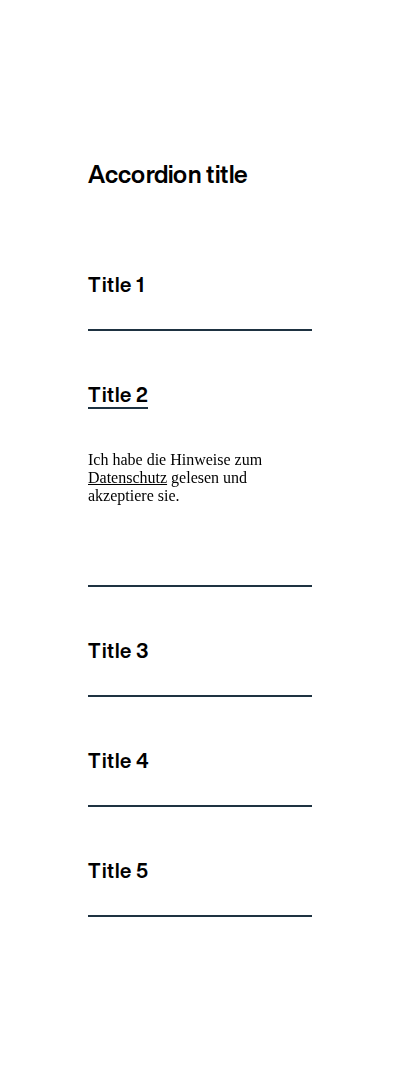 Accordion title
Title 1
Title 2
Ich habe die Hinweise zum
Datenschutz gelesen und
akzeptiere sie.
Title 3
Title 4
Title 5